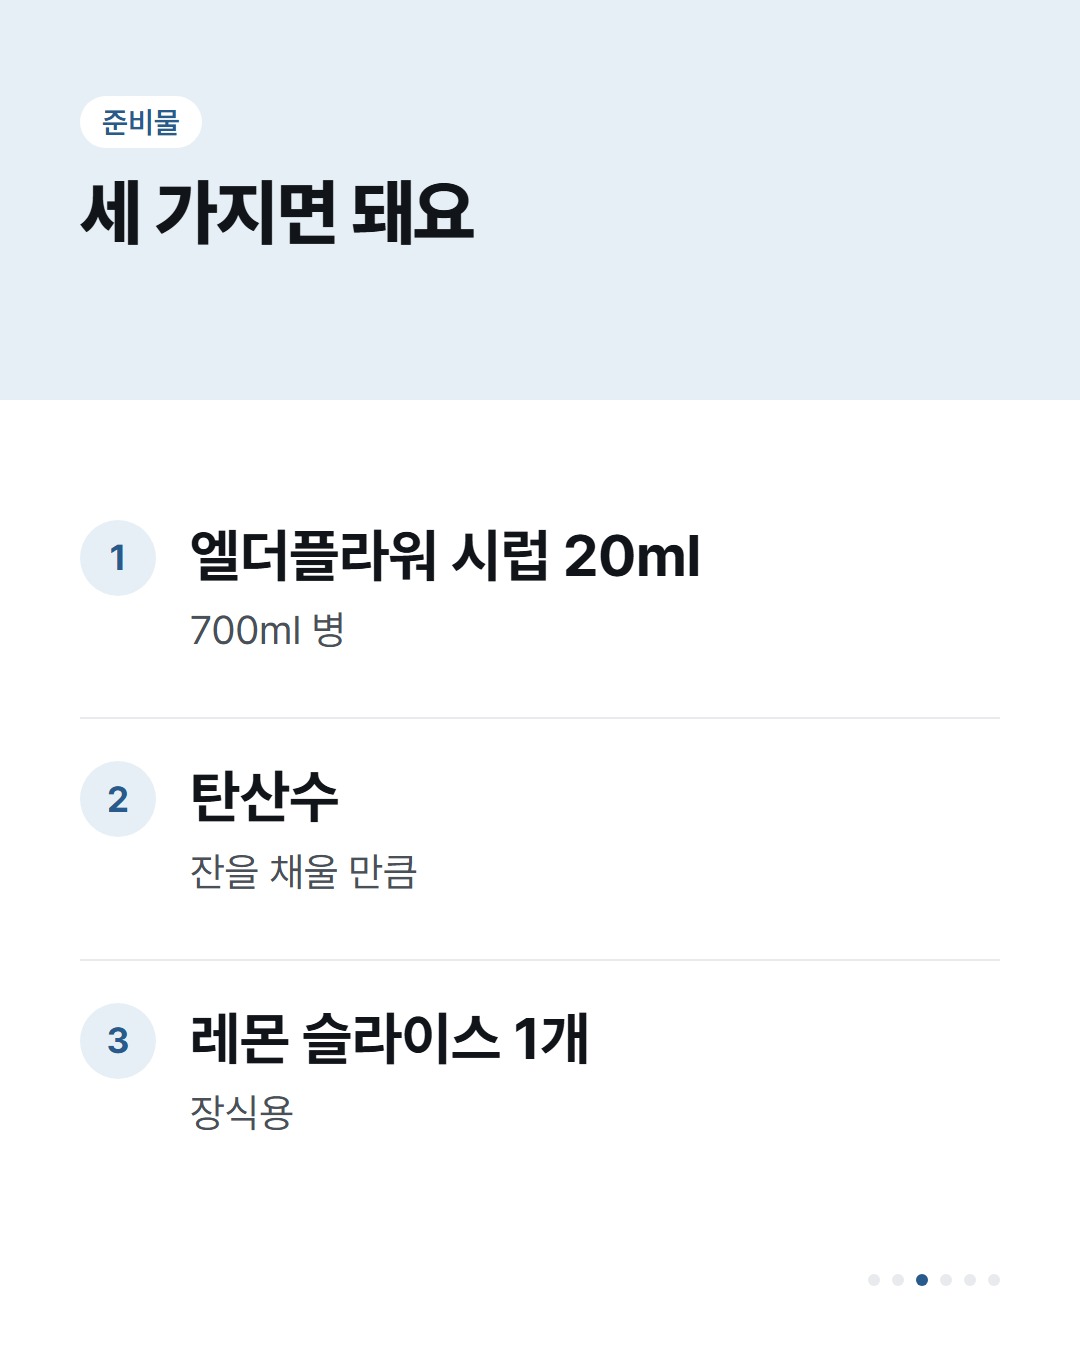 준비물
세 가지면 돼요
1
엘더플라워 시럽 20ml
700ml 병
2
탄산수
잔을 채울 만큼
3
레몬 슬라이스 1개
장식용